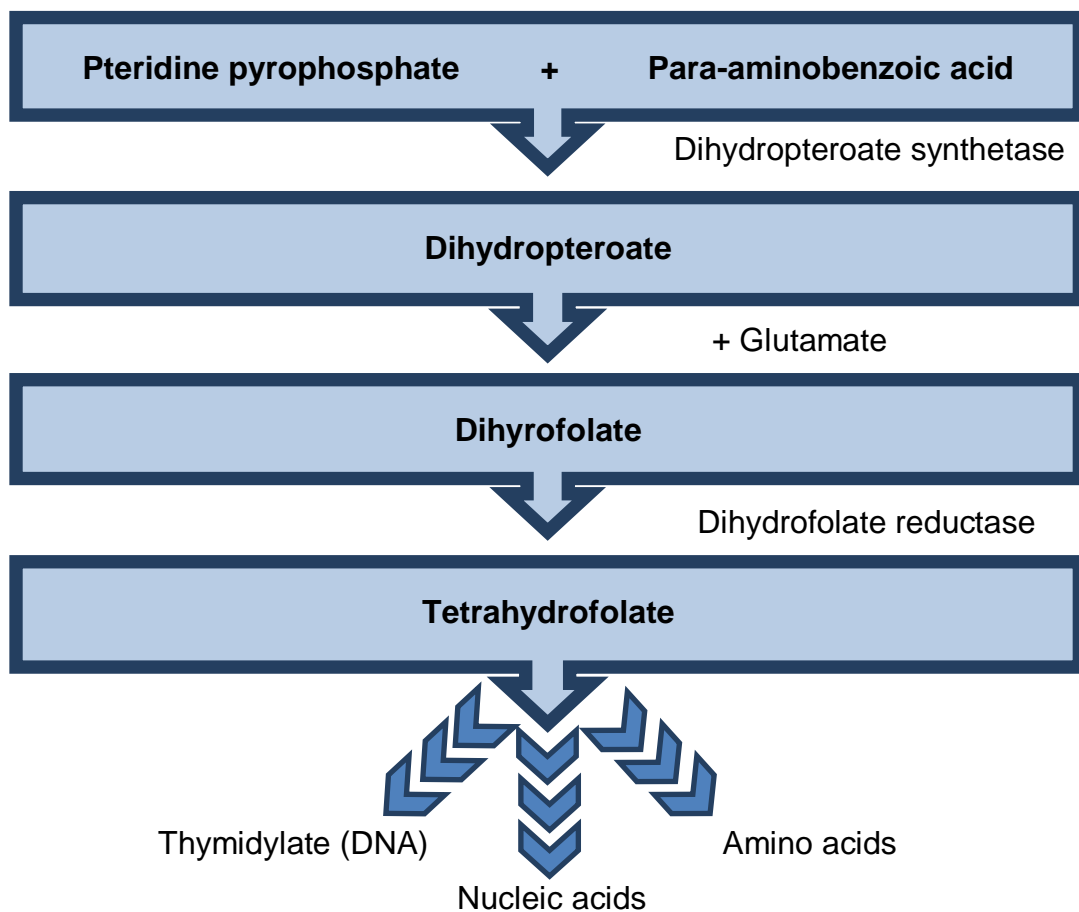 Pteridine pyrophosphate + Para-aminobenzoic acid
Dihydropteroate synthetase
Dihydropteroate
+ Glutamate
Dihyrofolate
Dihydrofolate reductase
Tetrahydrofolate
Thymidylate (DNA)
Amino acids
Nucleic acids